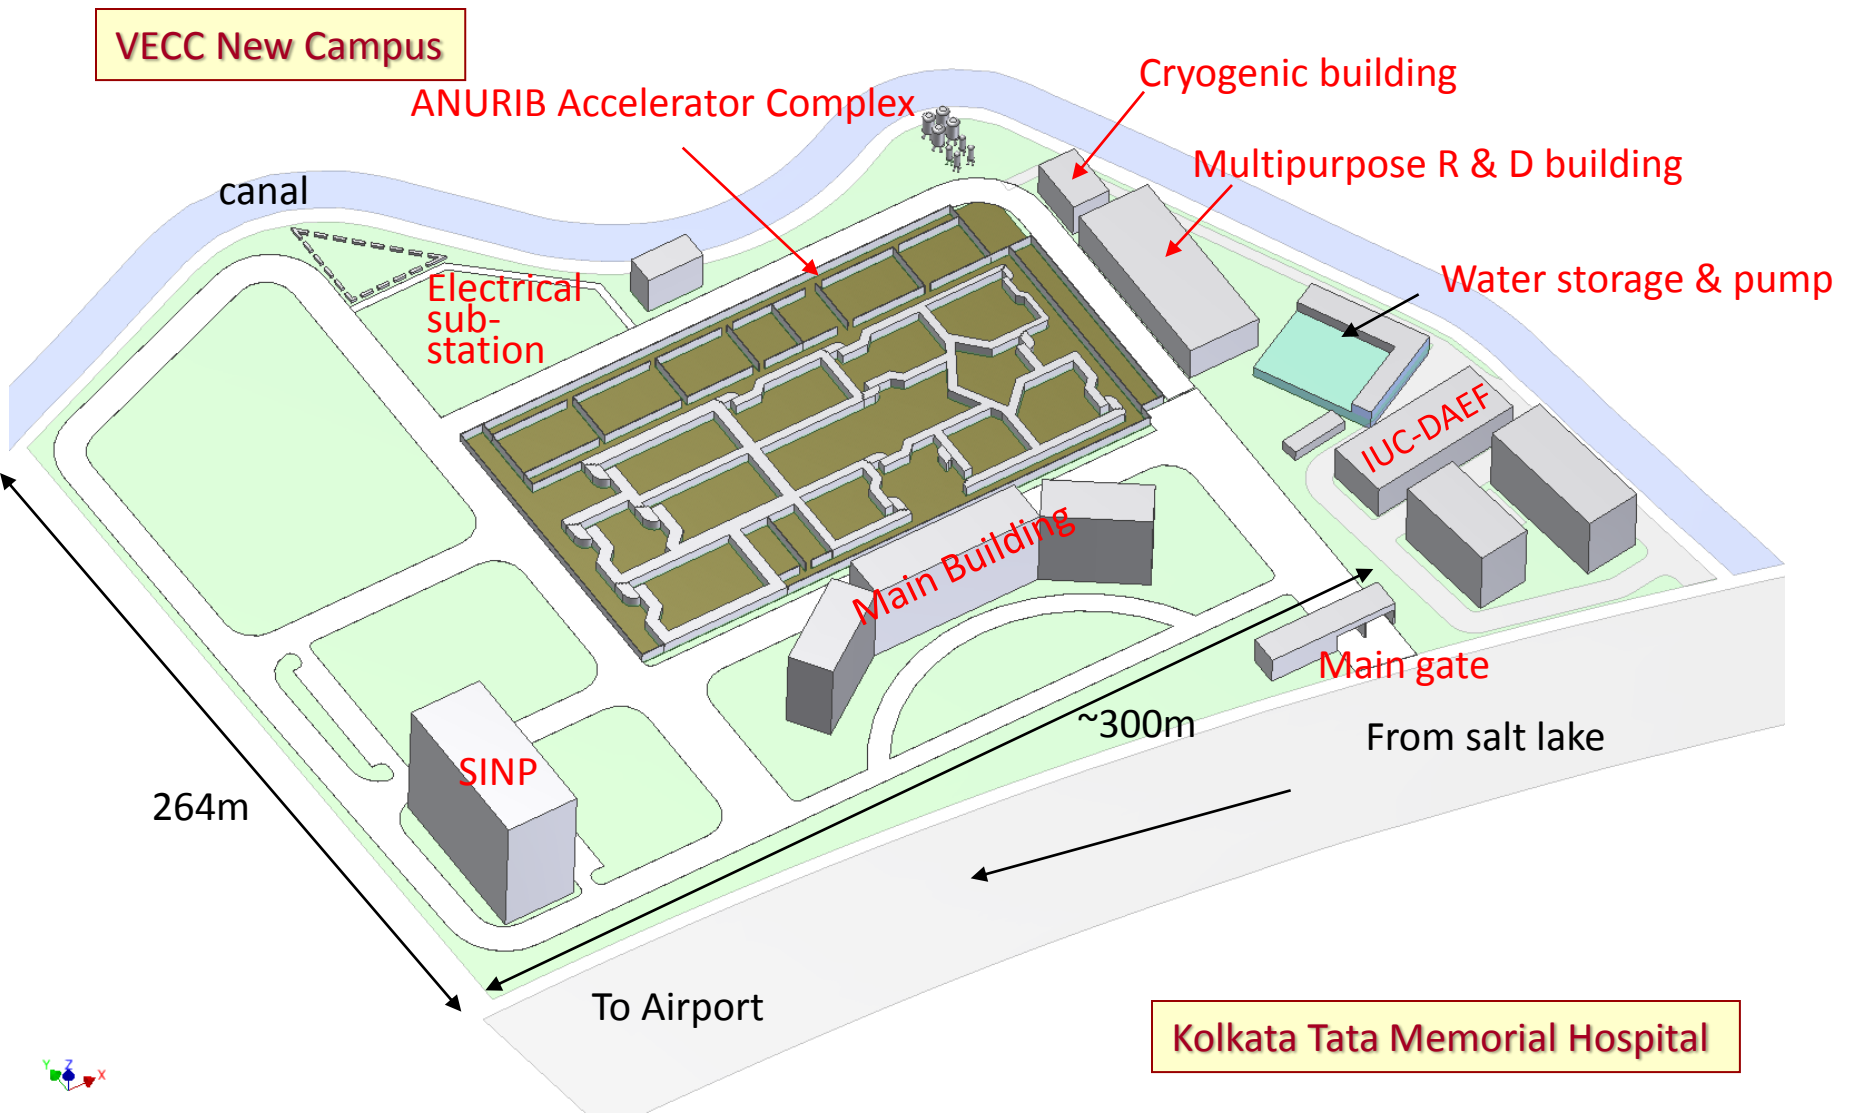 VECC New Campus
Cryogenic building
ANURIB Accelerator Complex
Multipurpose R & D building
canal
Water storage & pump
Electrical
sub-
station
IUC-DAEF
Main Building
Main gate
~300m
From salt lake
SINP
264m
To Airport
Kolkata Tata Memorial Hospital
Y
Z
X